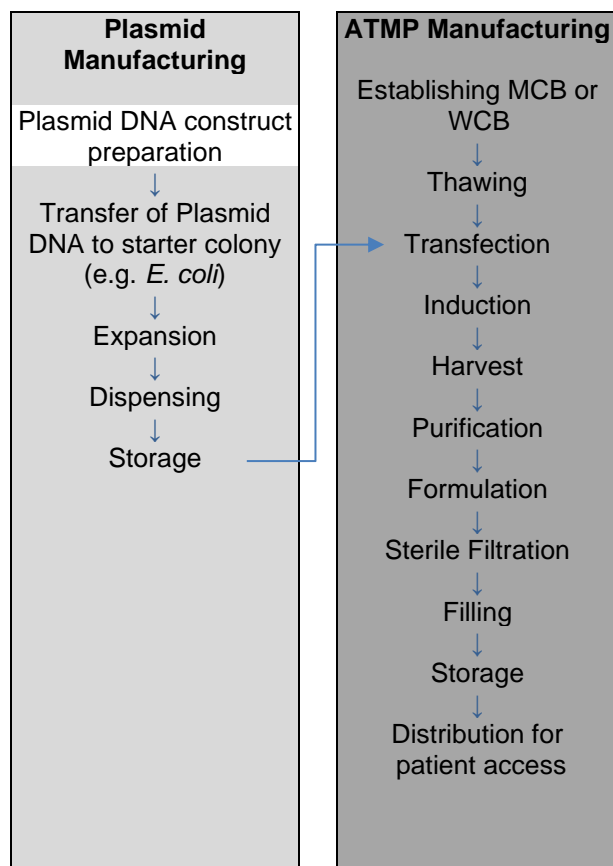 Plasmid
Manufacturing
Plasmid DNA construct
preparation
↓
Transfer of Plasmid
DNA to starter colony
(e.g. E. coli)
↓
Expansion
↓
Dispensing
↓
Storage
ATMP Manufacturing
Establishing MCB or
WCB
↓
Thawing
↓
Transfection
↓
Induction
↓
Harvest
↓
Purification
↓
Formulation
↓
Sterile Filtration
↓
Filling
↓
Storage
↓
Distribution for
patient access